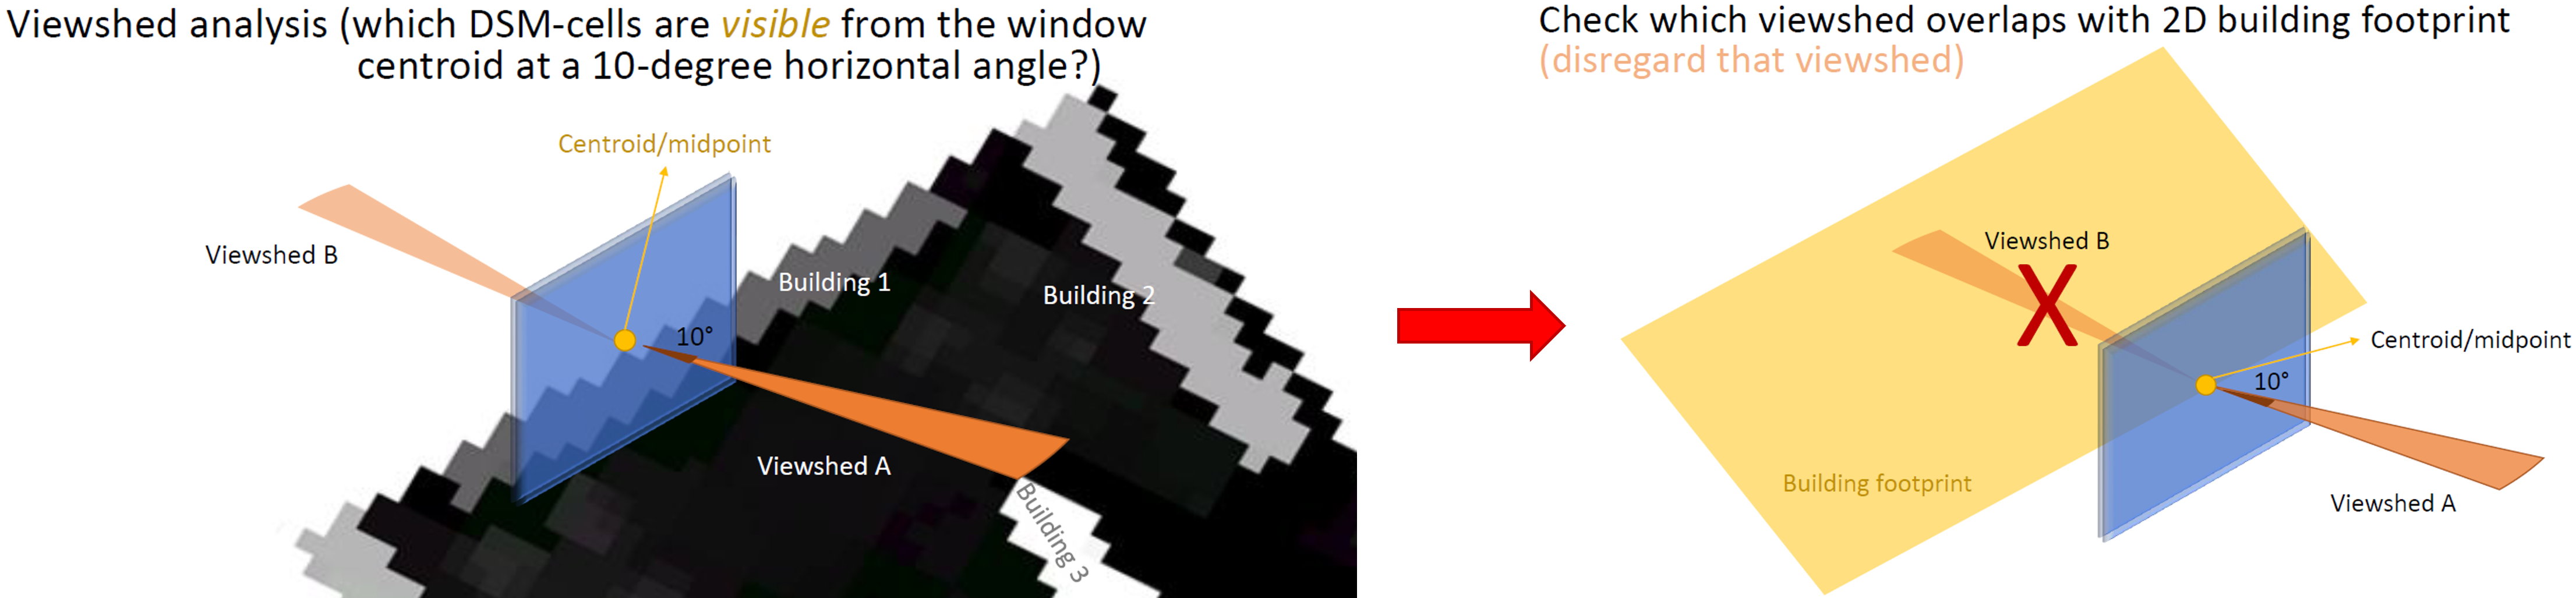 Viewshed analysis (which DSM-cells are visible from the window
centroid at a 10-degree horizontal angle?)
Centroid/midpoint
Viewshed B
Building 1
Building 2
10°
Viewshed A
Building 3
Check which viewshed overlaps with 2D building footprint
(disregard that viewshed)
Viewshed B
X
Centroid/midpoint
10°
Building footprint
Viewshed A